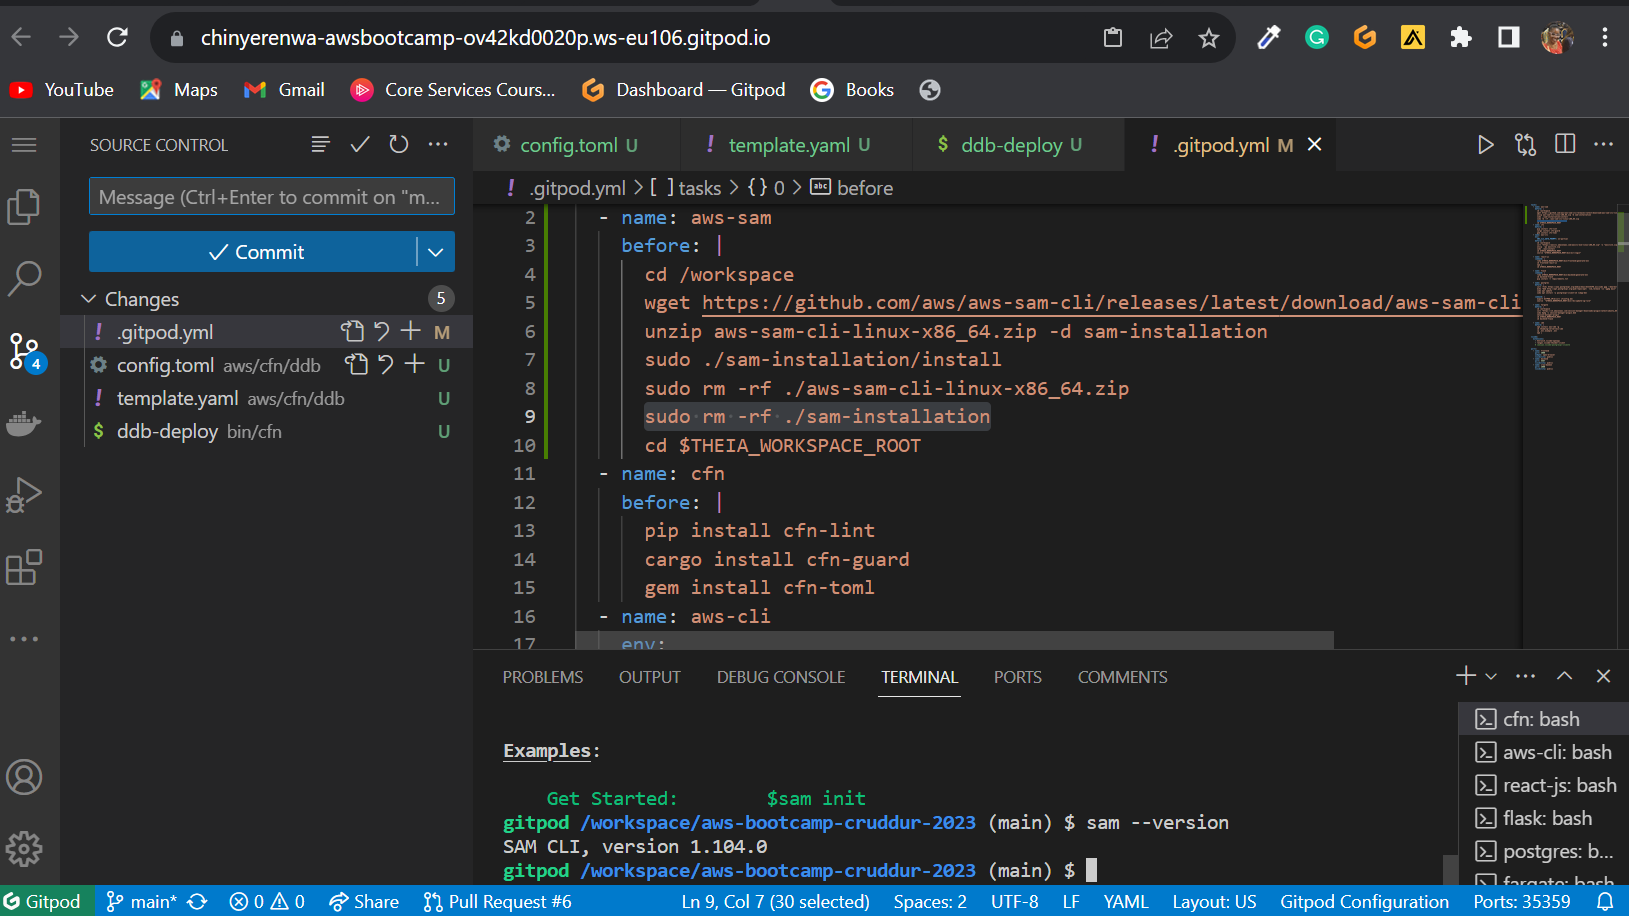 chinyerenwa-awsbootcamp-ov42kd0020p.ws-eu106.gitpod.io
YouTube Maps Gmail Core Services Cours... Dashboard — Gitpod Books
SOURCE CONTROL
Message (Ctrl+Enter to commit on "m...
Commit
Changes 5
.gitpod.yml M
config.toml aws/cfn/ddb U
template.yaml aws/cfn/ddb U
ddb-deploy bin/cfn U
4
config.toml U ! template.yaml U $ ddb-deploy U ! .gitpod.yml M
! .gitpod.yml > [ ] tasks > {} 0 > abc before
2 - name: aws-sam
3 before: |
4 cd /workspace
5 wget https://github.com/aws/aws-sam-cli/releases/latest/download/aws-sam-cli
6 unzip aws-sam-cli-linux-x86_64.zip -d sam-installation
7 sudo ./sam-installation/install
8 sudo rm -rf ./aws-sam-cli-linux-x86_64.zip
9 sudo rm -rf ./sam-installation
10 cd $THEIA_WORKSPACE_ROOT
11 - name: cfn
12 before: |
13 pip install cfn-lint
14 cargo install cfn-guard
15 gem install cfn-toml
16 - name: aws-cli
17 env:
PROBLEMS OUTPUT DEBUG CONSOLE TERMINAL PORTS COMMENTS
Examples:
Get Started: $sam init
gitpod /workspace/aws-bootcamp-cruddur-2023 (main) $ sam --version
SAM CLI, version 1.104.0
gitpod /workspace/aws-bootcamp-cruddur-2023 (main) $
cfn: bash
aws-cli: bash
react-js: bash
flask: bash
postgres: b...
fargate: bash
Gitpod main* 0 0 Share Pull Request #6 Ln 9, Col 7 (30 selected) Spaces: 2 UTF-8 LF YAML Layout: US Gitpod Configuration Ports: 35359